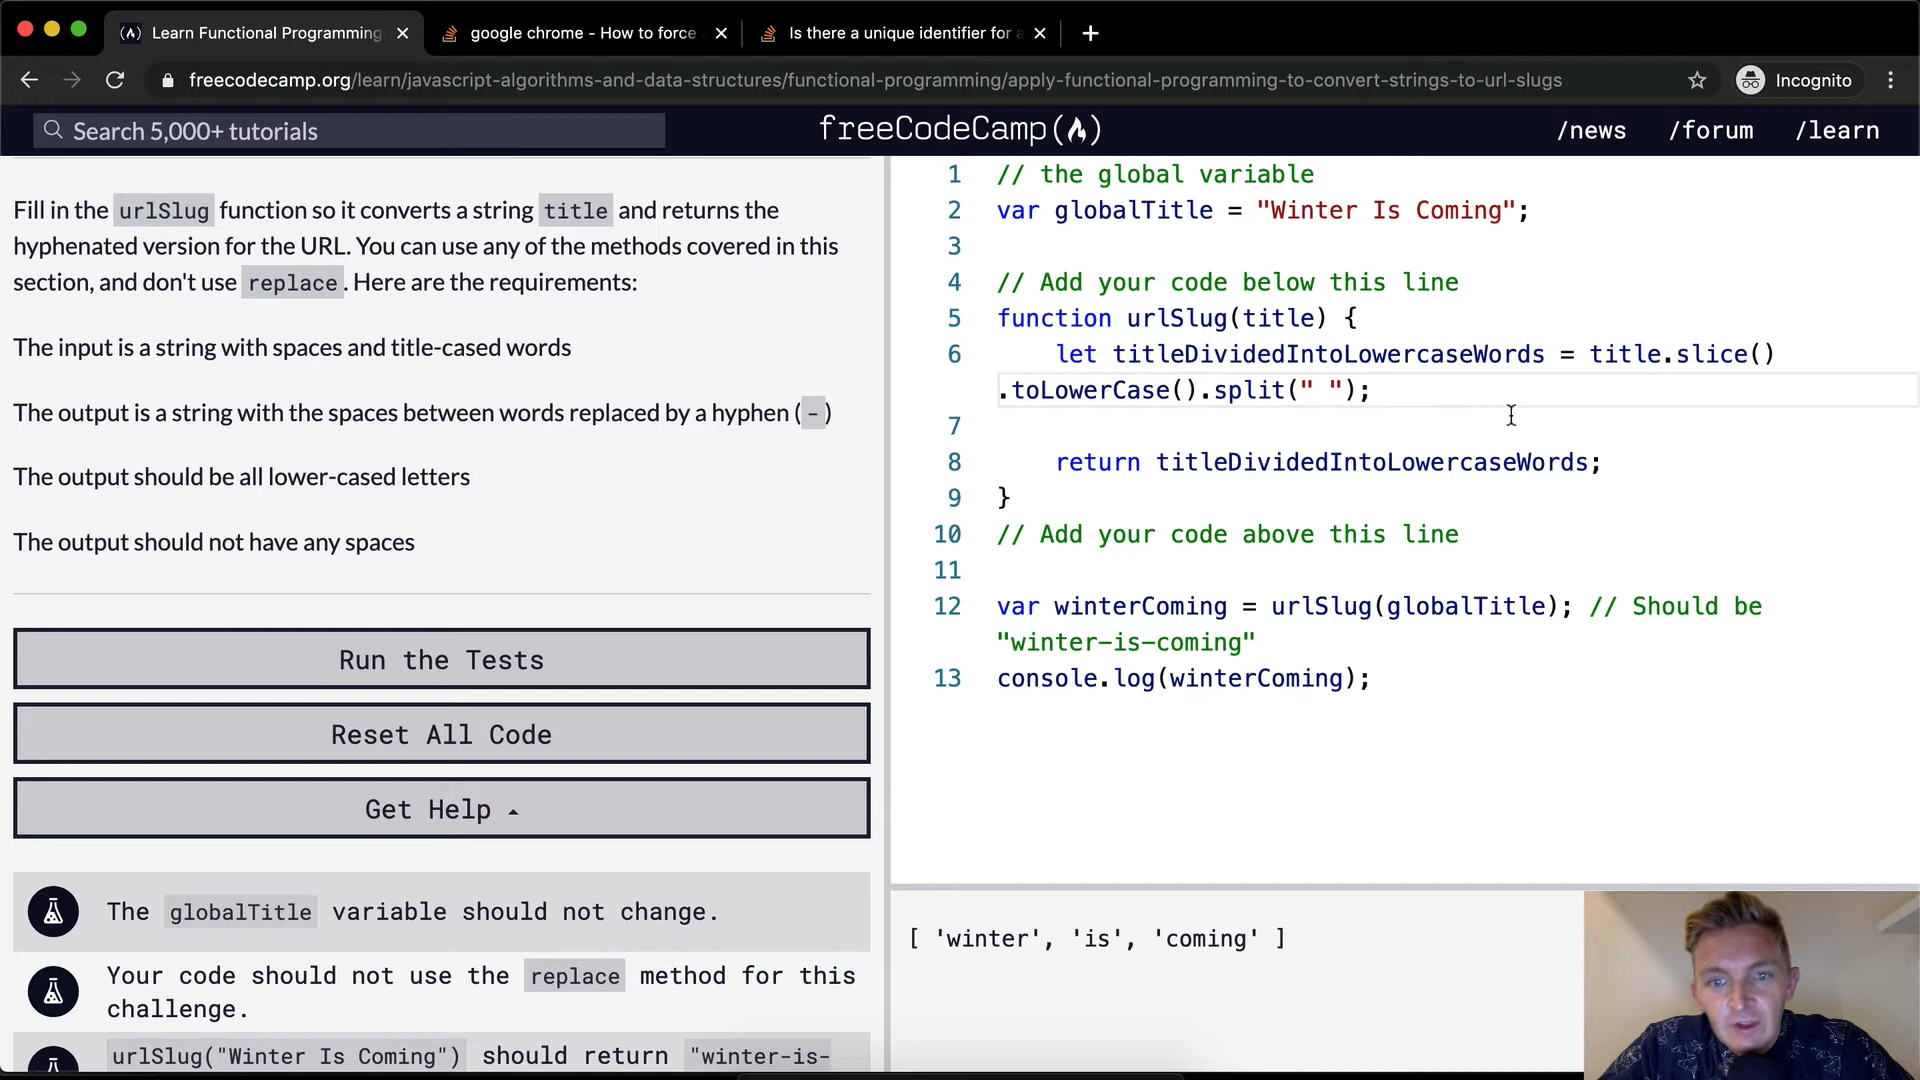 Learn Functional Programming
google chrome - How to force
Is there a unique identifier for a
freecodecamp.org/learn/javascript-algorithms-and-data-structures/functional-programming/apply-functional-programming-to-convert-strings-to-url-slugs
Incognito
Search 5,000+ tutorials
freeCodeCamp
/news /forum /learn
Fill in the urlSlug function so it converts a string title and returns the
hyphenated version for the URL. You can use any of the methods covered in this
section, and don't use replace. Here are the requirements:
The input is a string with spaces and title-cased words
The output is a string with the spaces between words replaced by a hyphen (-)
The output should be all lower-cased letters
The output should not have any spaces
Run the Tests
Reset All Code
Get Help
The globalTitle variable should not change.
Your code should not use the replace method for this
challenge.
urlSlug("Winter Is Coming") should return "winter-is-
1 // the global variable
2 var globalTitle = "Winter Is Coming";
3
4 // Add your code below this line
5 function urlSlug(title) {
6 let titleDividedIntoLowercaseWords = title.slice()
.toLowerCase().split(" ");
7
8 return titleDividedIntoLowercaseWords;
9 }
10 // Add your code above this line
11
12 var winterComing = urlSlug(globalTitle); // Should be
"winter-is-coming"
13 console.log(winterComing);
[ 'winter', 'is', 'coming' ]